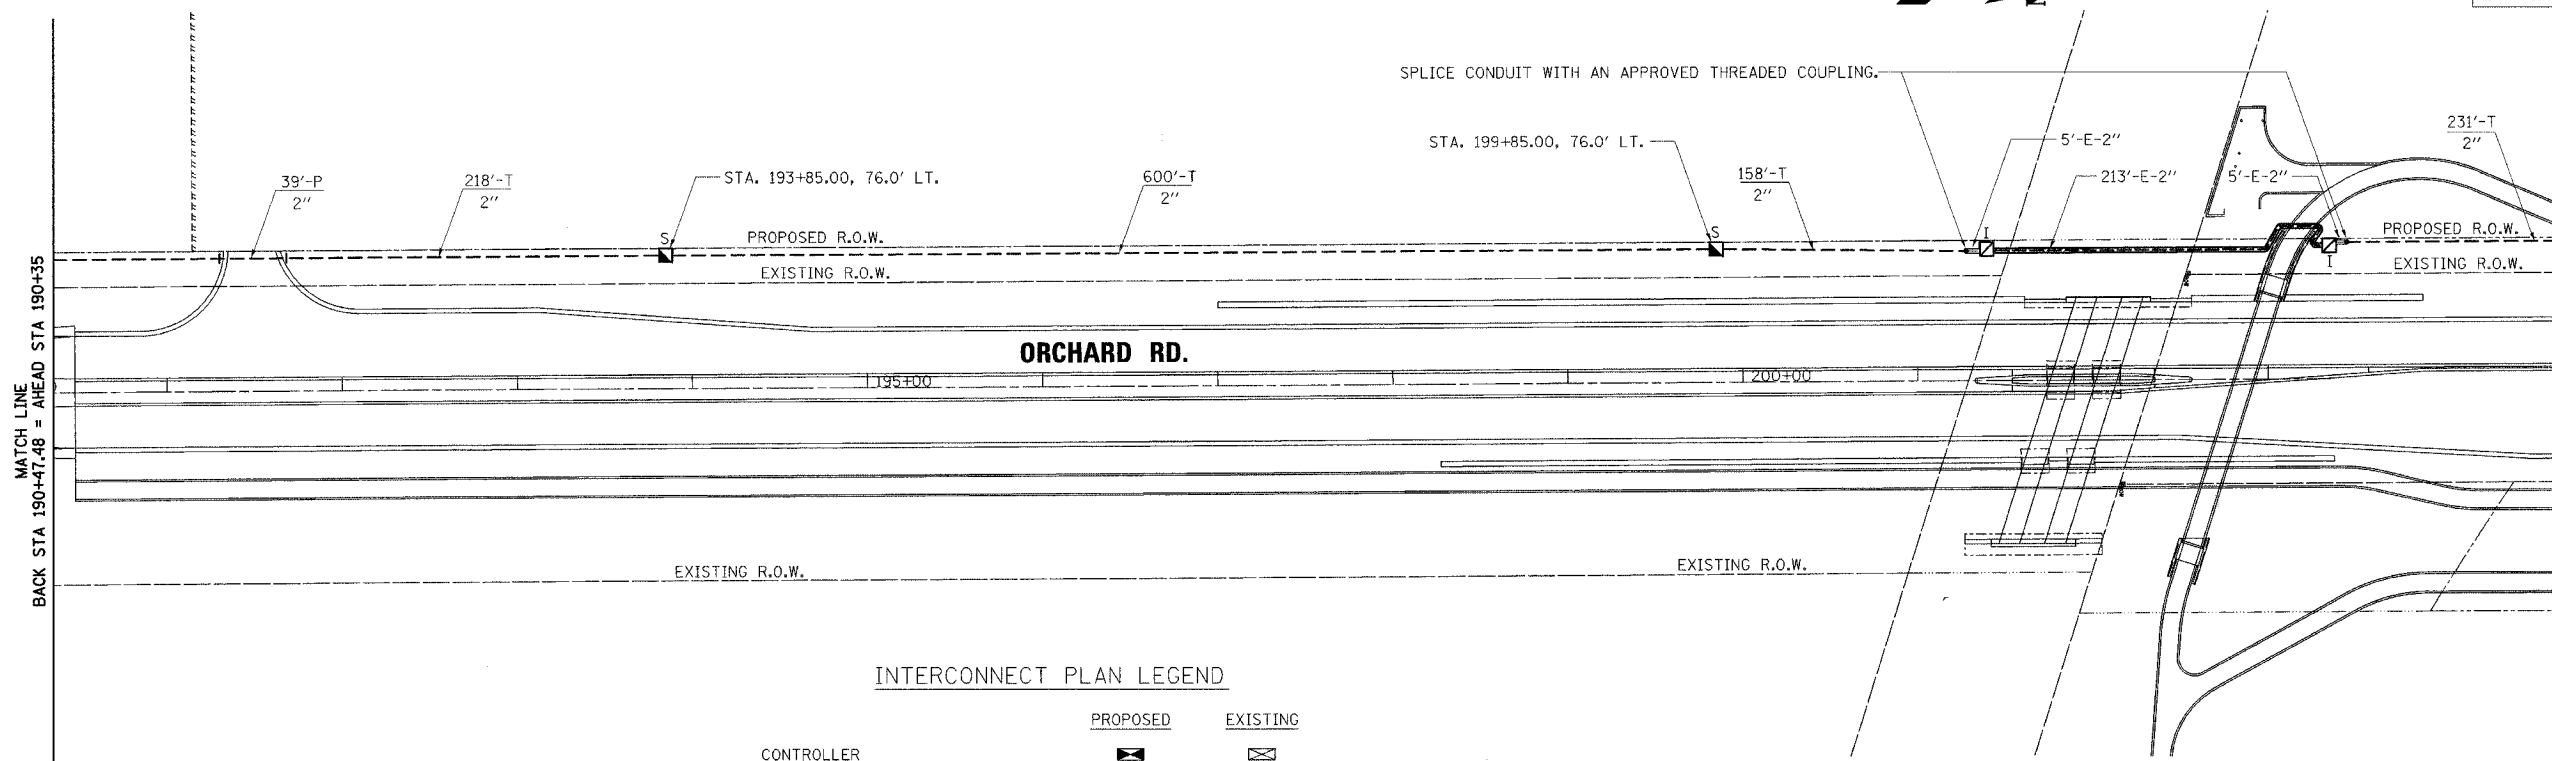 SPLICE CONDUIT WITH AN APPROVED THREADED COUPLING.
231'-T
2"
STA. 199+85.00, 76.0' LT.
5'-E-2"
39'-P
2"
218'-T
2"
STA. 193+85.00, 76.0' LT.
600'-T
2"
158'-T
2"
213'-E-2"
5'-E-2"
S
PROPOSED R.O.W.
S
I
I
PROPOSED R.O.W.
EXISTING R.O.W.
EXISTING R.O.W.
MATCH LINE
BACK STA 190+47.48 = AHEAD STA 190+35
ORCHARD RD.
195+00
200+00
EXISTING R.O.W.
EXISTING R.O.W.
INTERCONNECT PLAN LEGEND
PROPOSED EXISTING
CONTROLLER